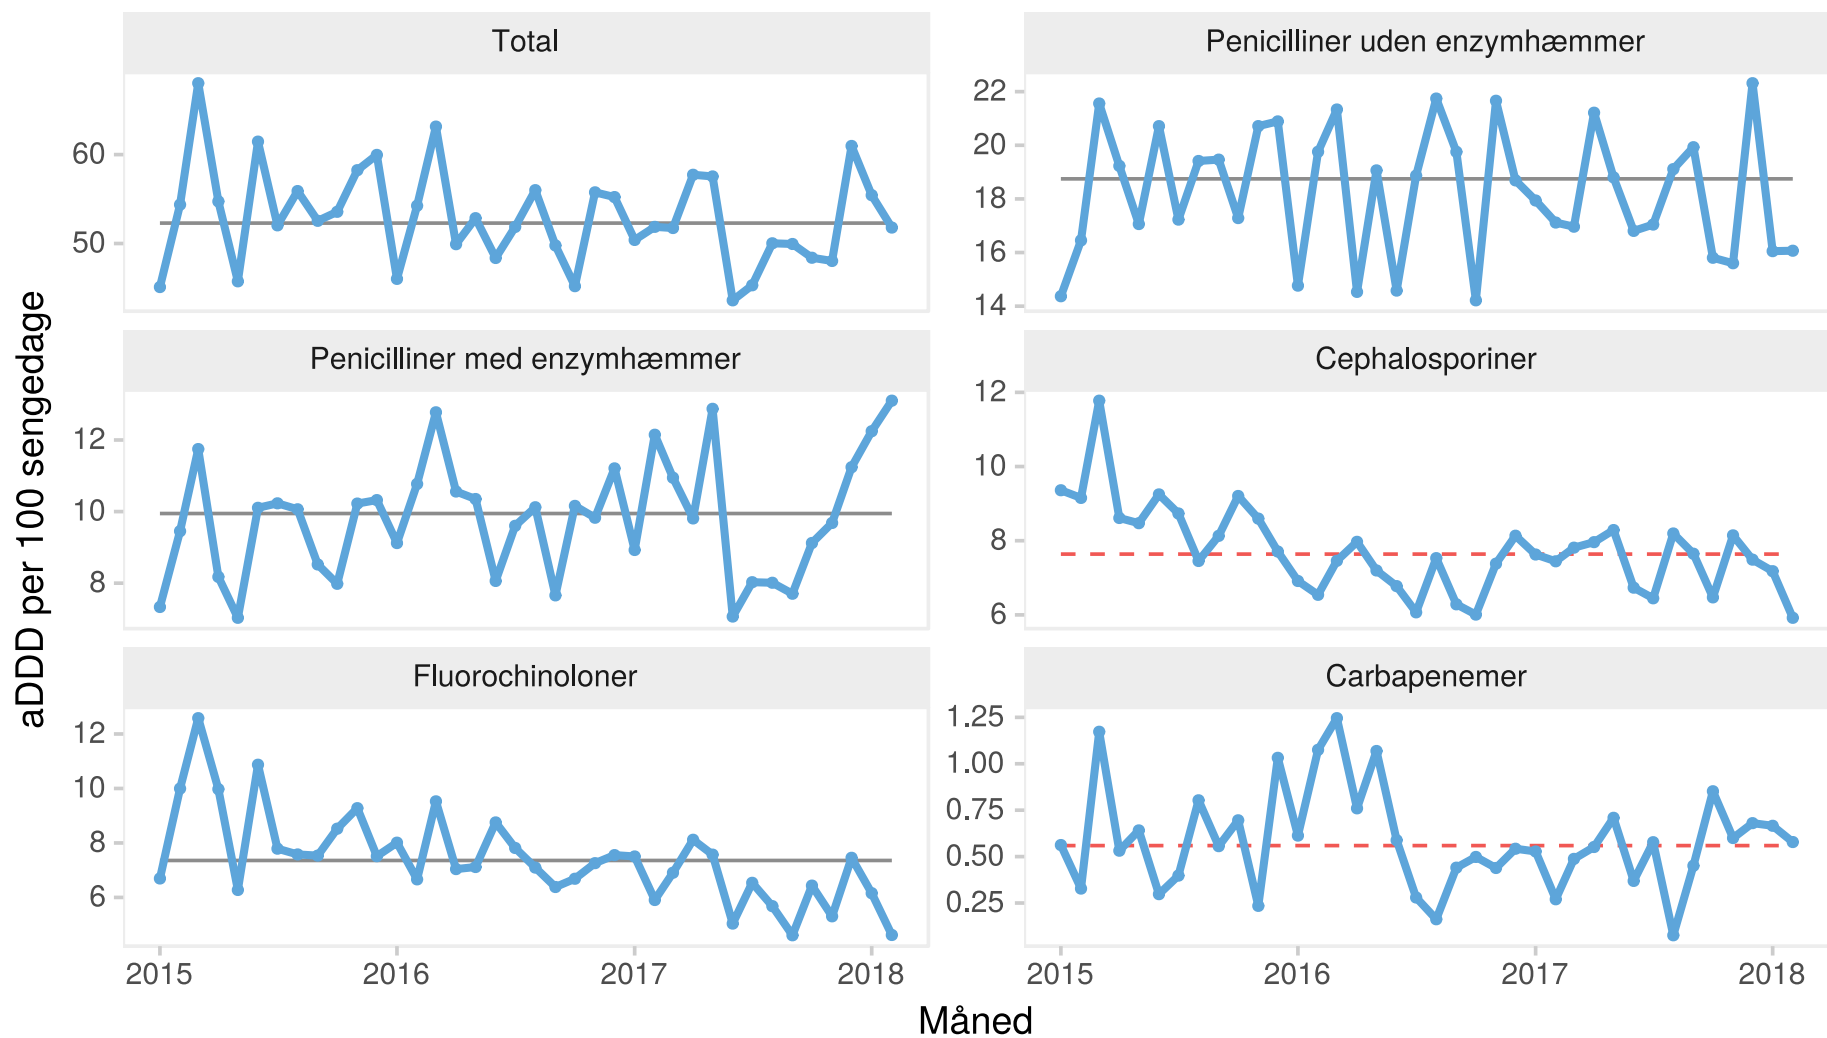 Total
Penicilliner uden enzymhæmmer
60
50
22
20
18
16
14
Penicilliner med enzymhæmmer
Cephalosporiner
12
10
8
12
10
8
6
Fluorochinoloner
Carbapenemer
12
10
8
6
1.25
1.00
0.75
0.50
0.25
2015 2016 2017 2018
2015 2016 2017 2018
Måned
aDDD per 100 sengedage